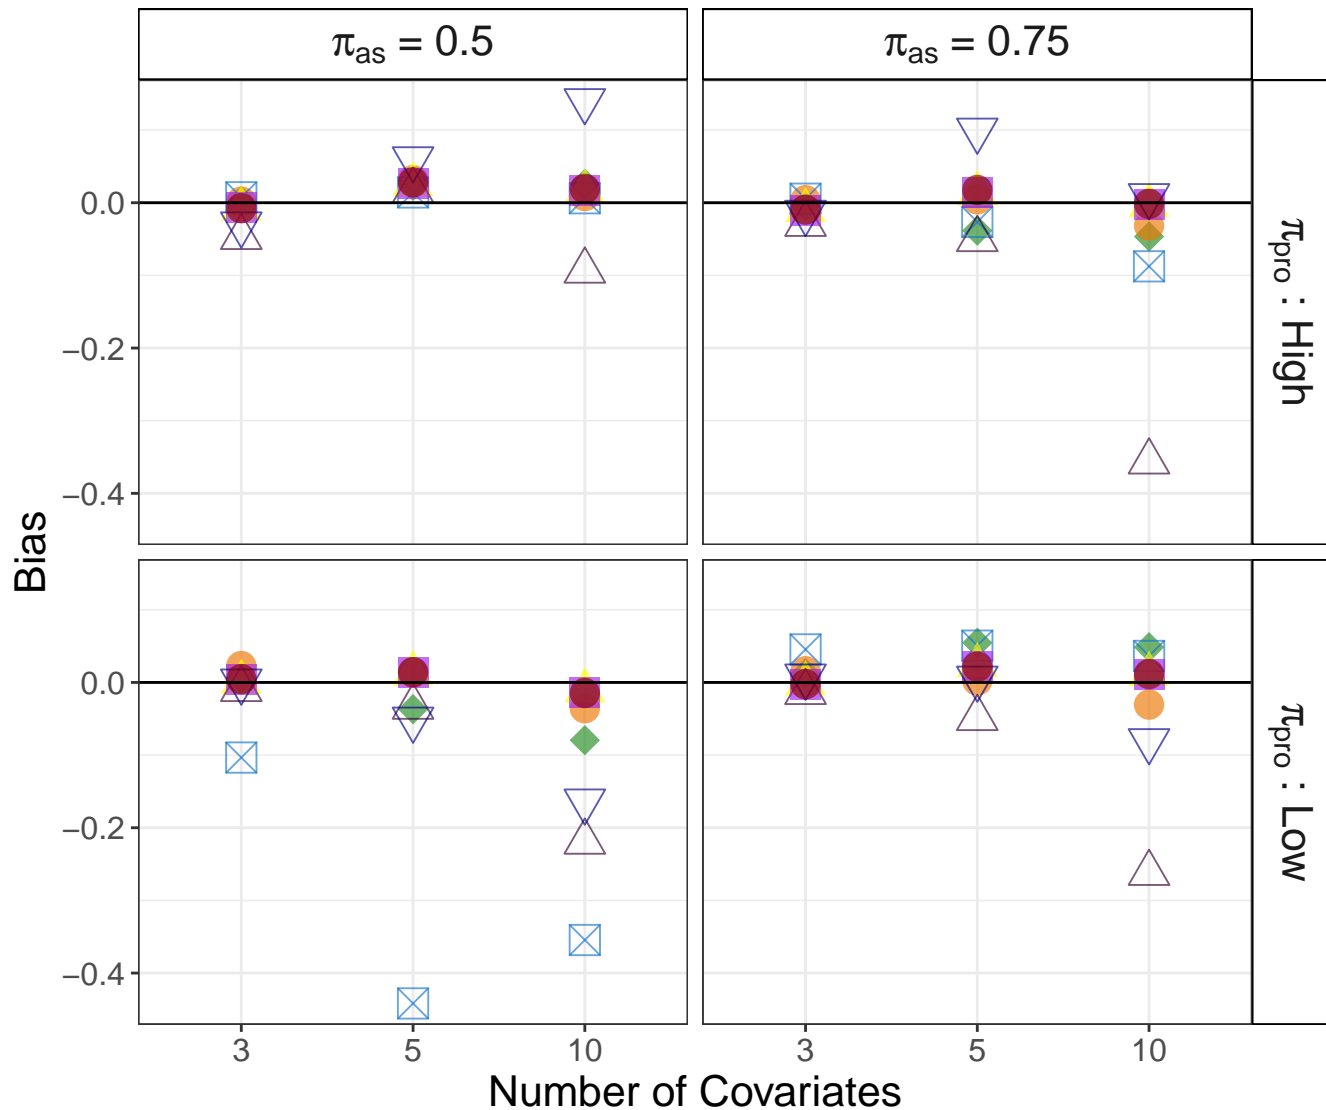 π_as = 0.5
π_as = 0.75
0.0
−0.2
−0.4
π_pro : High
Bias
0.0
−0.2
−0.4
π_pro : Low
3
5
10
3
5
10
Number of Covariates